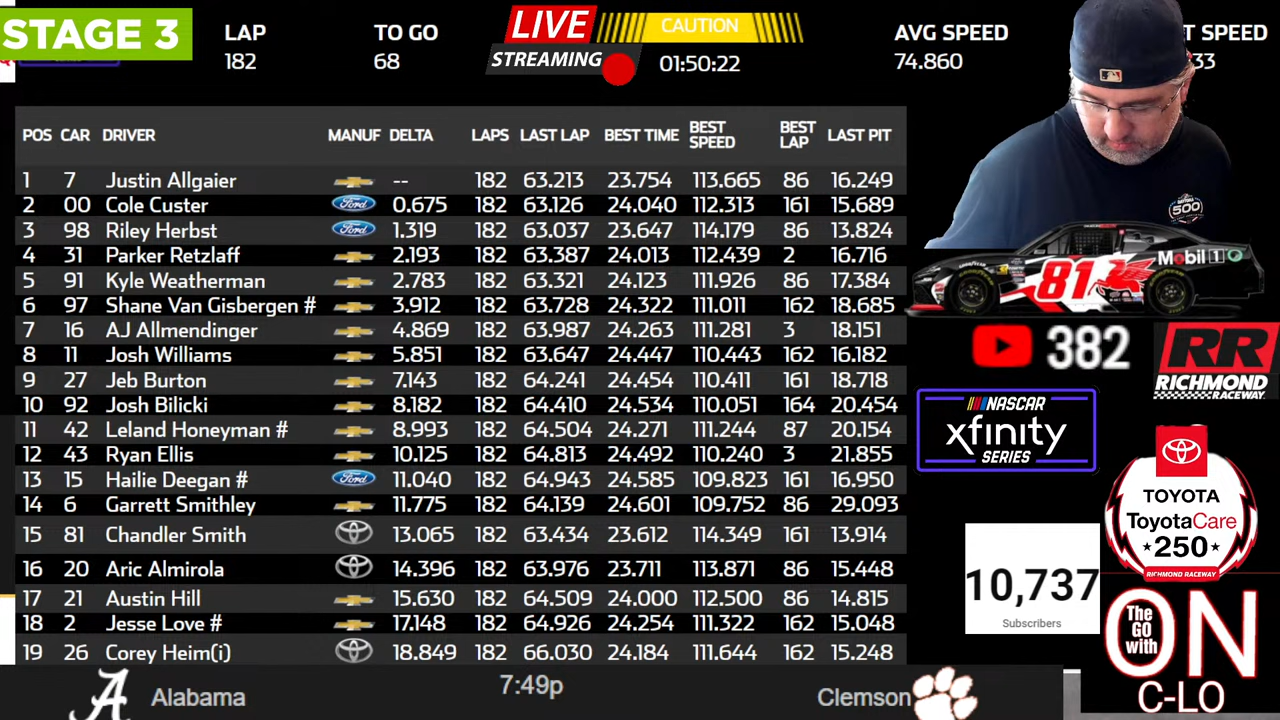 STAGE 3
LAP
182
TO GO
68
LIVE
STREAMING
CAUTION
01:50:22
AVG SPEED
74.860
T SPEED
33
POS CAR DRIVER MANUF DELTA LAPS LAST LAP BEST TIME BEST SPEED BEST LAP LAST PIT
1 7 Justin Allgaier -- 182 63.213 23.754 113.665 86 16.249
2 00 Cole Custer Ford 0.675 182 63.126 24.040 112.313 161 15.689
3 98 Riley Herbst Ford 1.319 182 63.037 23.647 114.179 86 13.824
4 31 Parker Retzlaff 2.193 182 63.387 24.013 112.439 2 16.716
5 91 Kyle Weatherman 2.783 182 63.321 24.123 111.926 86 17.384
6 97 Shane Van Gisbergen # 3.912 182 63.728 24.322 111.011 162 18.685
7 16 AJ Allmendinger 4.869 182 63.987 24.263 111.281 3 18.151
8 11 Josh Williams 5.851 182 63.647 24.447 110.443 162 16.182
9 27 Jeb Burton 7.143 182 64.241 24.454 110.411 161 18.718
10 92 Josh Bilicki 8.182 182 64.410 24.534 110.051 164 20.454
11 42 Leland Honeyman # 8.993 182 64.504 24.271 111.244 87 20.154
12 43 Ryan Ellis 10.125 182 64.813 24.492 110.240 3 21.855
13 15 Hailie Deegan # Ford 11.040 182 64.943 24.585 109.823 161 16.950
14 6 Garrett Smithley 11.775 182 64.139 24.601 109.752 86 29.093
15 81 Chandler Smith 13.065 182 63.434 23.612 114.349 161 13.914
16 20 Aric Almirola 14.396 182 63.976 23.711 113.871 86 15.448
17 21 Austin Hill 15.630 182 64.509 24.000 112.500 86 14.815
18 2 Jesse Love # 17.148 182 64.926 24.254 111.322 162 15.048
19 26 Corey Heim(i) 18.849 182 66.030 24.184 111.644 162 15.248
DAYTONA
500
81
Mobil 1
382
RR
RICHMOND
RACEWAY
NASCAR
xfinity
SERIES
TOYOTA
ToyotaCare
250
RICHMOND RACEWAY
10,737
Subscribers
The GO with
ON
C-LO
A Alabama
7:49p
Clemson